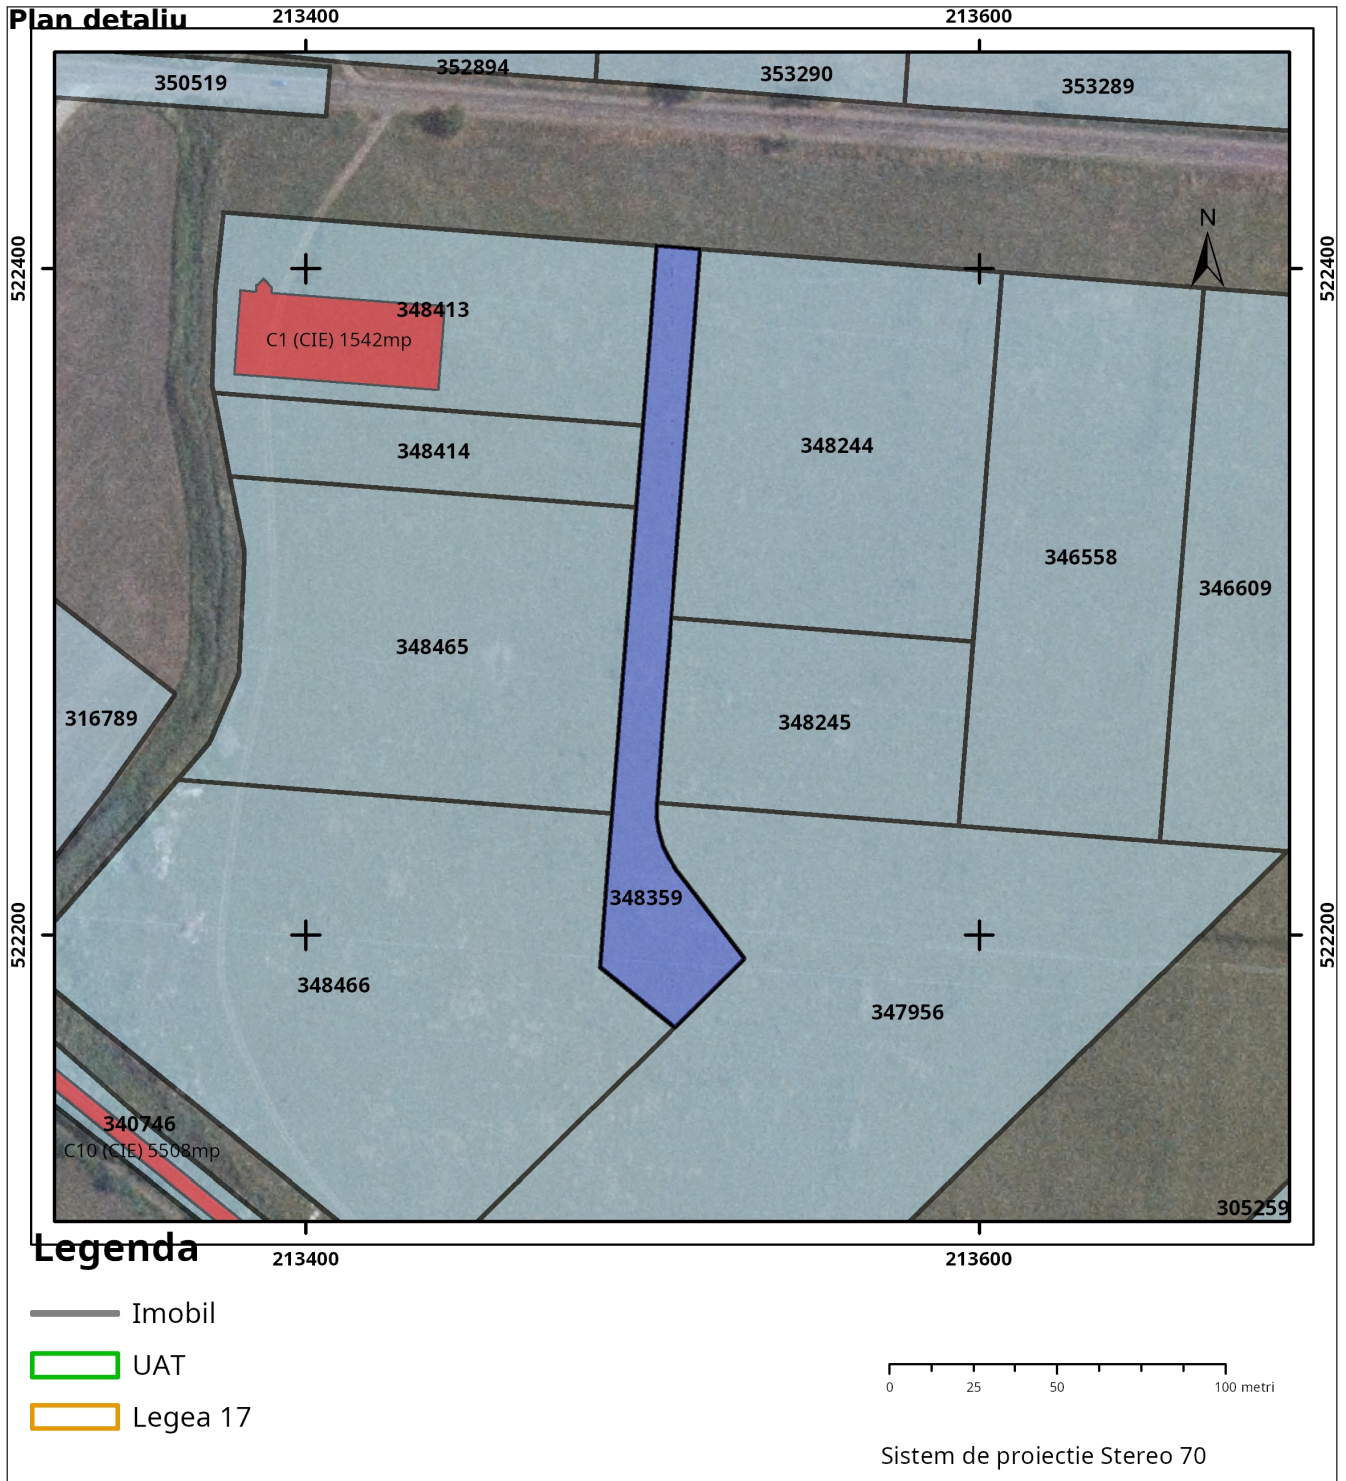 Plan detaliu
213400
213600
350519
352894
353290
353289
N
522400
522400
348413
C1 (CIE) 1542mp
348414
348244
346558
346609
348465
316789
348245
348359
522200
522200
348466
347956
340746
C10 (CIE) 5508mp
305259
213400
213600
Legenda
Imobil
UAT
Legea 17
0 25 50 100 metri
Sistem de proiectie Stereo 70